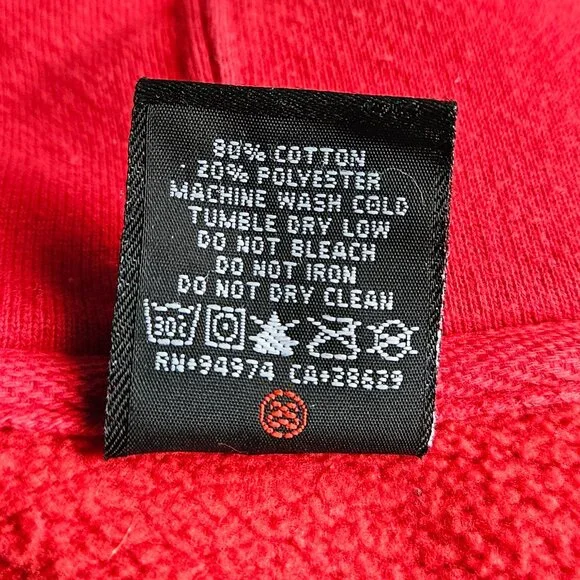 80% COTTON
20% POLYESTER
MACHINE WASH COLD
TUMBLE DRY LOW
DO NOT BLEACH
DO NOT IRON
DO NOT DRY CLEAN
30C
RN+94974 CA+28629